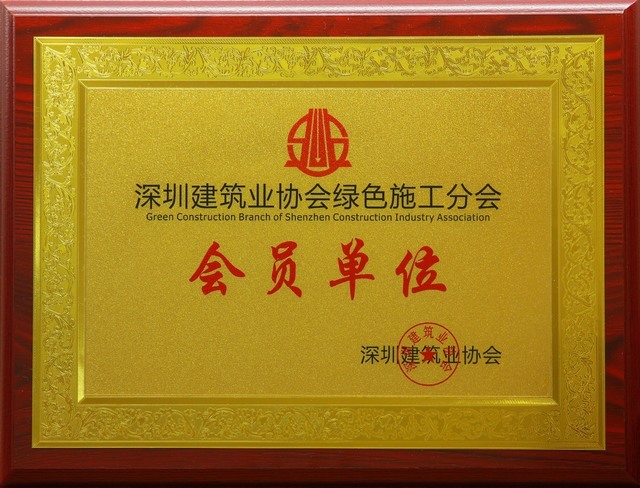 深圳建筑业协会绿色施工分会
Green Construction Branch of Shenzhen Construction Industry Association
会员单位
深圳建筑业协会